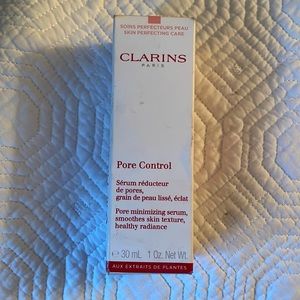 SOINS PERFECTEURS PEAU
SKIN PERFECTING CARE
CLARINS
PARIS
Pore Control
Sérum réducteur
de pores,
grain de peau lissé, éclat
Pore minimizing serum,
smoothes skin texture,
healthy radiance
℮ 30 mL 1 Oz. Net Wt.
AUX EXTRAITS DE PLANTES